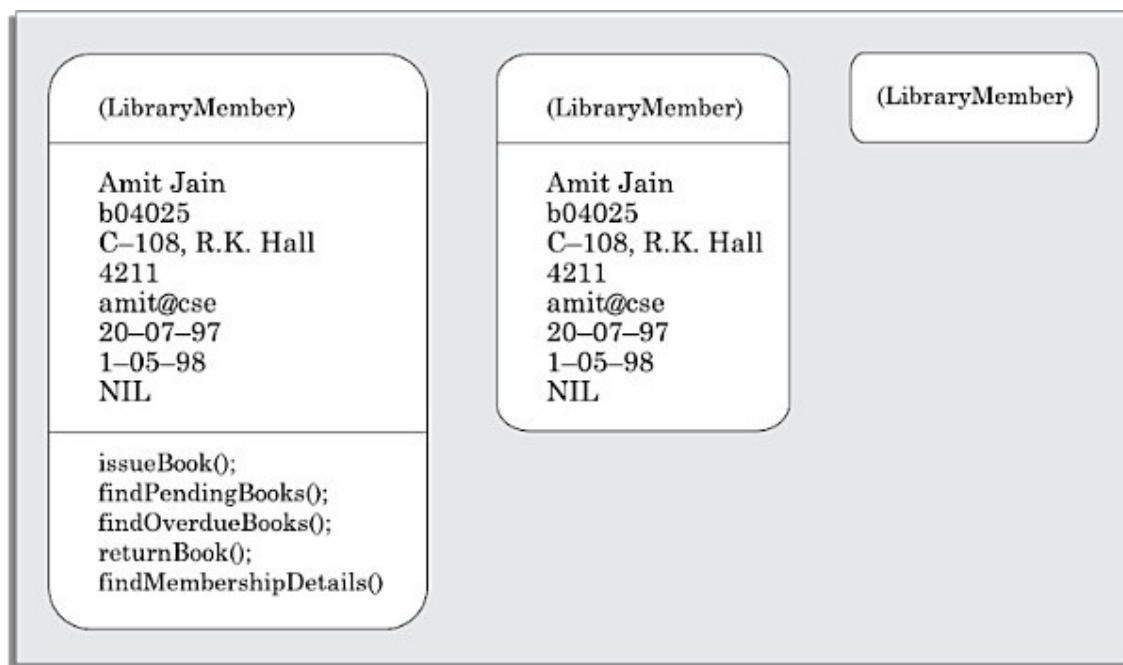 (LibraryMember)
Amit Jain
b04025
C–108, R.K. Hall
4211
amit@cse
20–07–97
1–05–98
NIL
issueBook();
findPendingBooks();
findOverdueBooks();
returnBook();
findMembershipDetails()
(LibraryMember)
Amit Jain
b04025
C–108, R.K. Hall
4211
amit@cse
20–07–97
1–05–98
NIL
(LibraryMember)